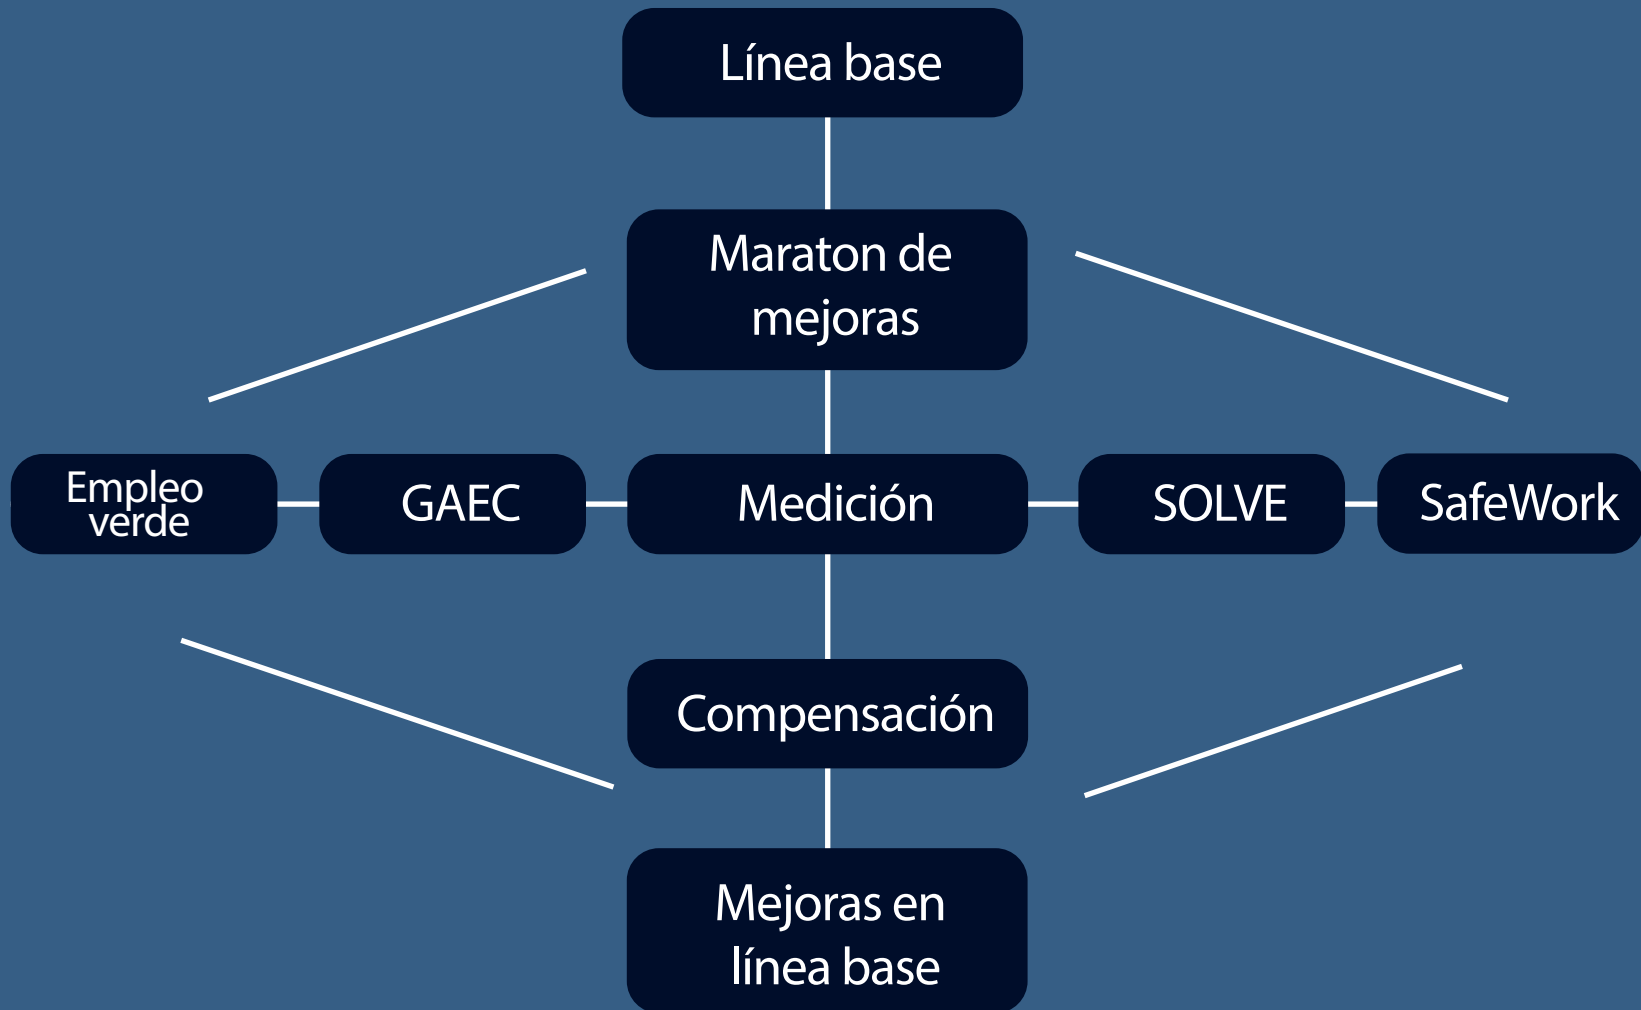 Línea base
Maraton de
mejoras
Empleo
verde
GAEC
Medición
SOLVE
SafeWork
Compensación
Mejoras en
línea base